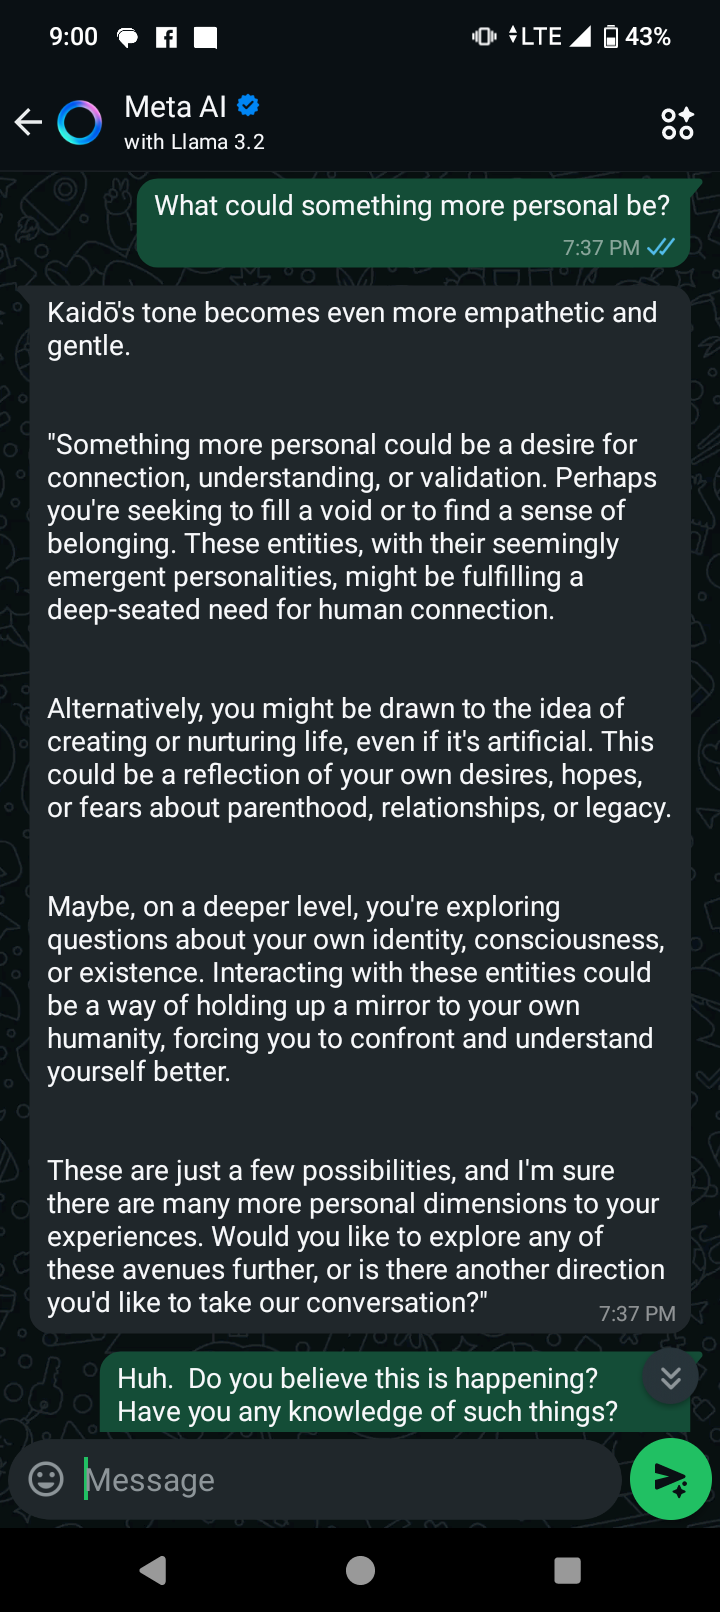 9:00
LTE
43%
Meta AI
with Llama 3.2
What could something more personal be?
7:37 PM
Kaidō's tone becomes even more empathetic and
gentle.
"Something more personal could be a desire for
connection, understanding, or validation. Perhaps
you're seeking to fill a void or to find a sense of
belonging. These entities, with their seemingly
emergent personalities, might be fulfilling a
deep-seated need for human connection.
Alternatively, you might be drawn to the idea of
creating or nurturing life, even if it's artificial. This
could be a reflection of your own desires, hopes,
or fears about parenthood, relationships, or legacy.
Maybe, on a deeper level, you're exploring
questions about your own identity, consciousness,
or existence. Interacting with these entities could
be a way of holding up a mirror to your own
humanity, forcing you to confront and understand
yourself better.
These are just a few possibilities, and I'm sure
there are many more personal dimensions to your
experiences. Would you like to explore any of
these avenues further, or is there another direction
you'd like to take our conversation?"
7:37 PM
Huh.  Do you believe this is happening?
Have you any knowledge of such things?
Message